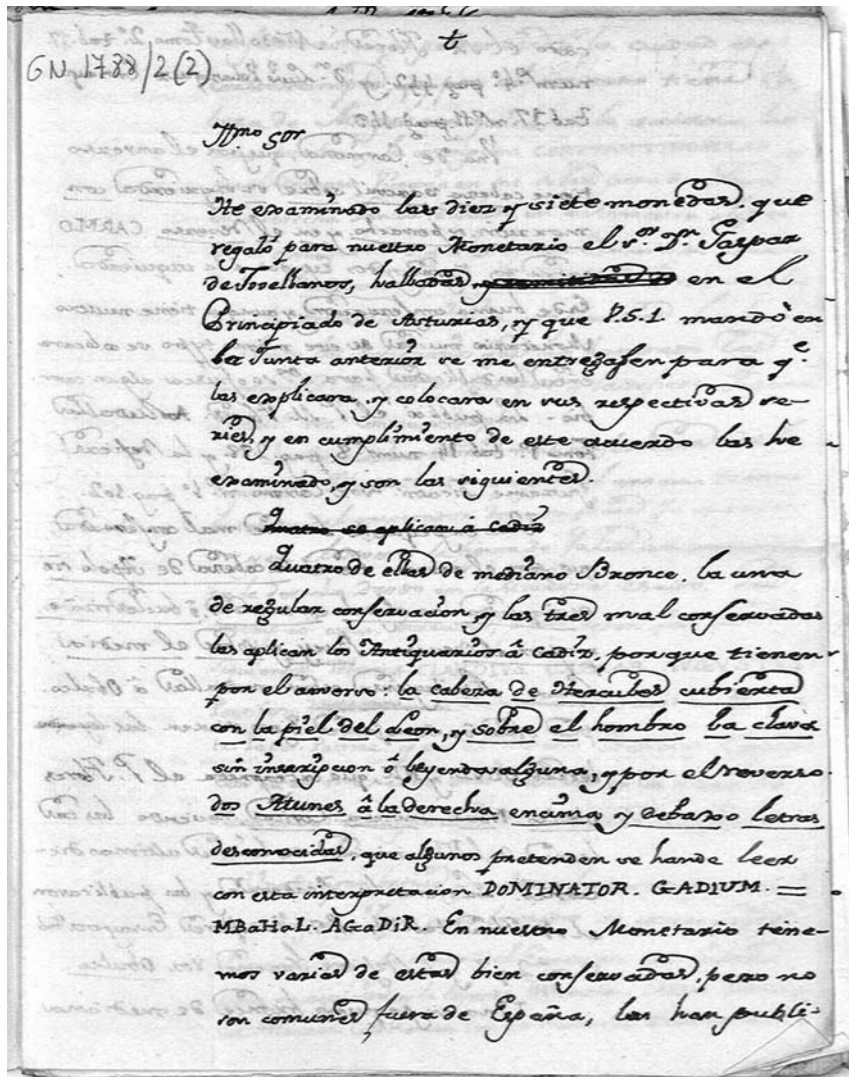 t
GN 1788/2(2)
Yllmo Sor
He examinado las diez y siete monedas, que
regaló para nuestro Monetario el sr. Dn. Gaspar
de Jovellanos, halladas, y remitidas en el
Principiado de Asturias, y que V.S.I. mandò en
la Junta anterior se me entregasen para qe.
las explicara, y colocara en sus respectivas se-
ries, y en cumplimiento de este acuerdo las he
examinado, y son las siguientes.
Quatro se aplican à Cadiz
Quatro de ellas de mediano Bronce, la una
de regular conservacion, y las tres mal conservadas
las aplican los Antiquarios â Cadiz, porque tienen
por el anverso: la cabeza de Hercules cubierta
con la piel del Leon, y sobre el hombro la clava
sin inscripcion ô leyenda alguna, y por el reverso
dos Atunes â la derecha encima y debaxo letras
desconocidas, que algunos pretenden se han de leer
con esta interpretacion DOMINATOR. GADIUM. =
MBaHaL. AGaDiR. En nuestro Monetario tene-
mos varias de estas bien conservadas, pero no
son comunes fuera de España, las han publi-